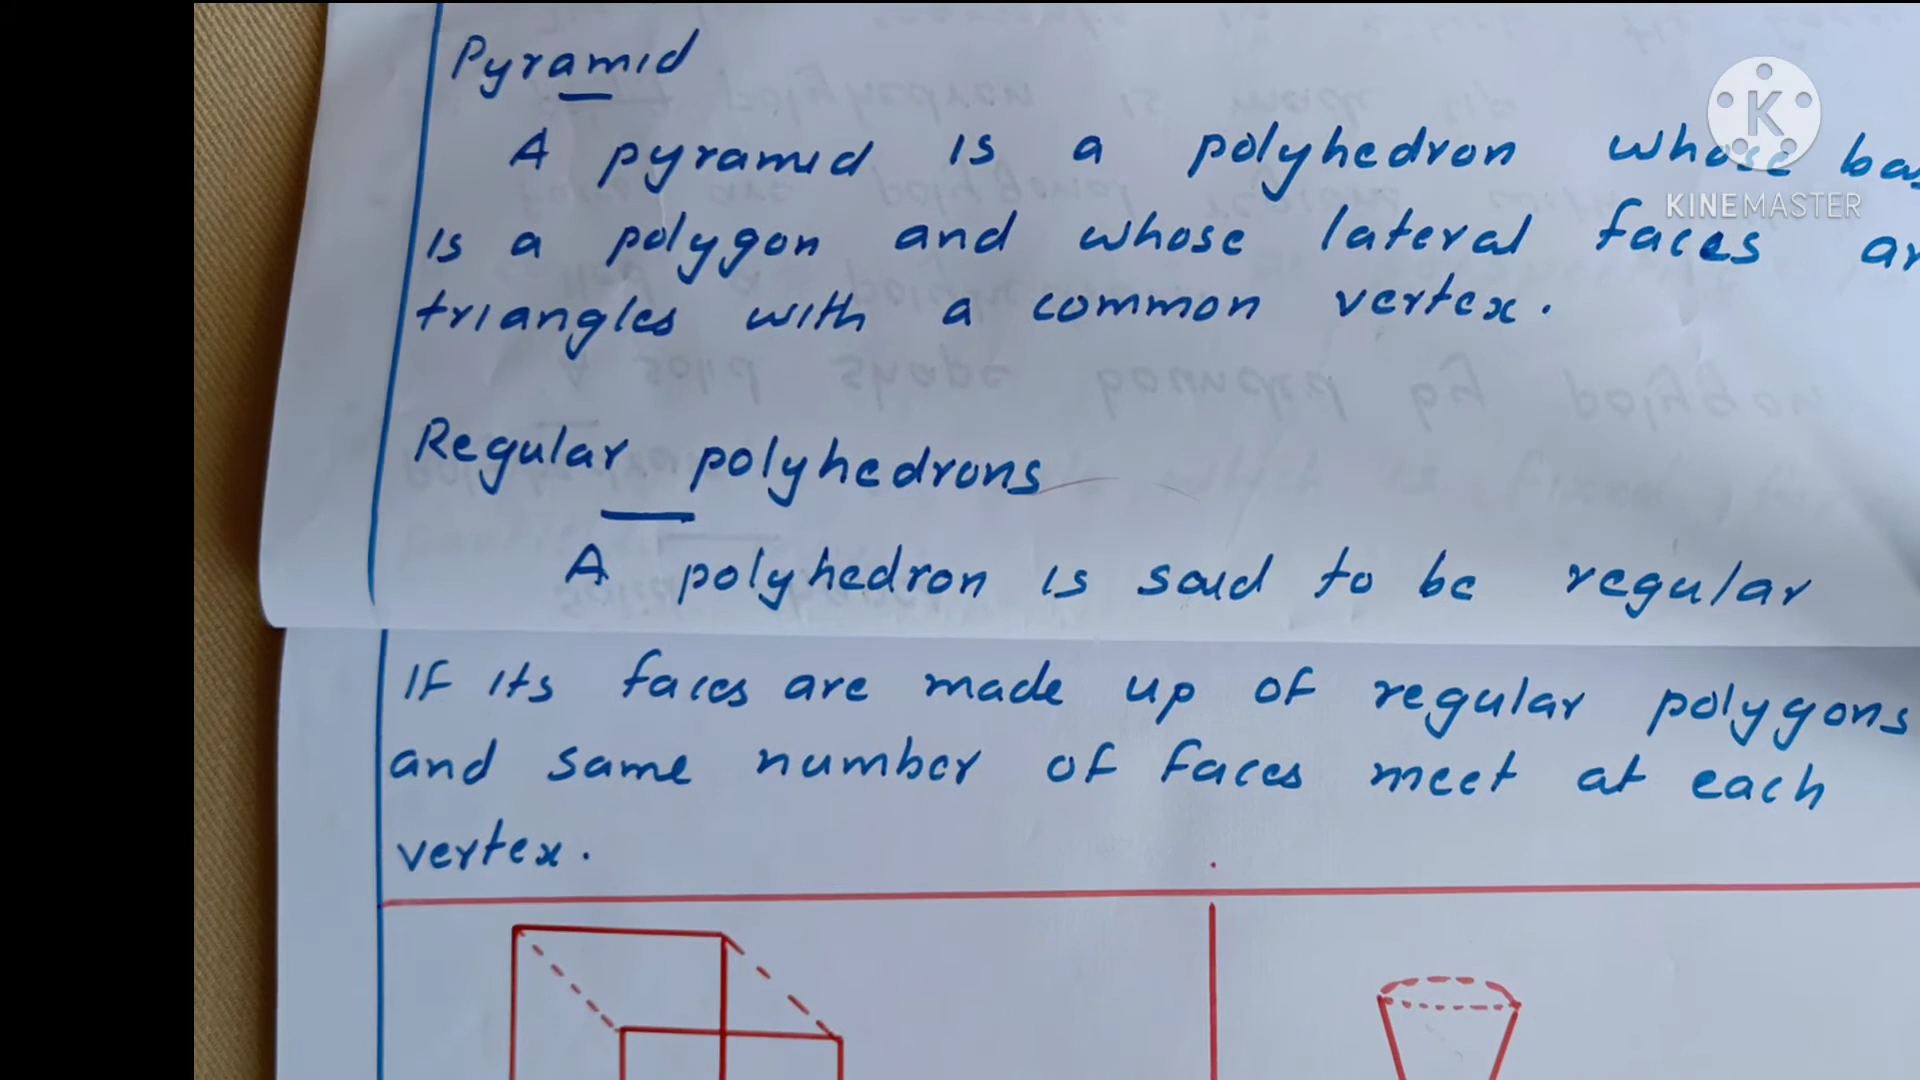 Pyramid
A pyramid is a polyhedron whose
is a polygon and whose lateral faces
triangles with a common vertex.
Regular polyhedrons
A polyhedron is said to be regular
If its faces are made up of regular polygons
and same number of faces meet at each
vertex.
K
KINEMASTER